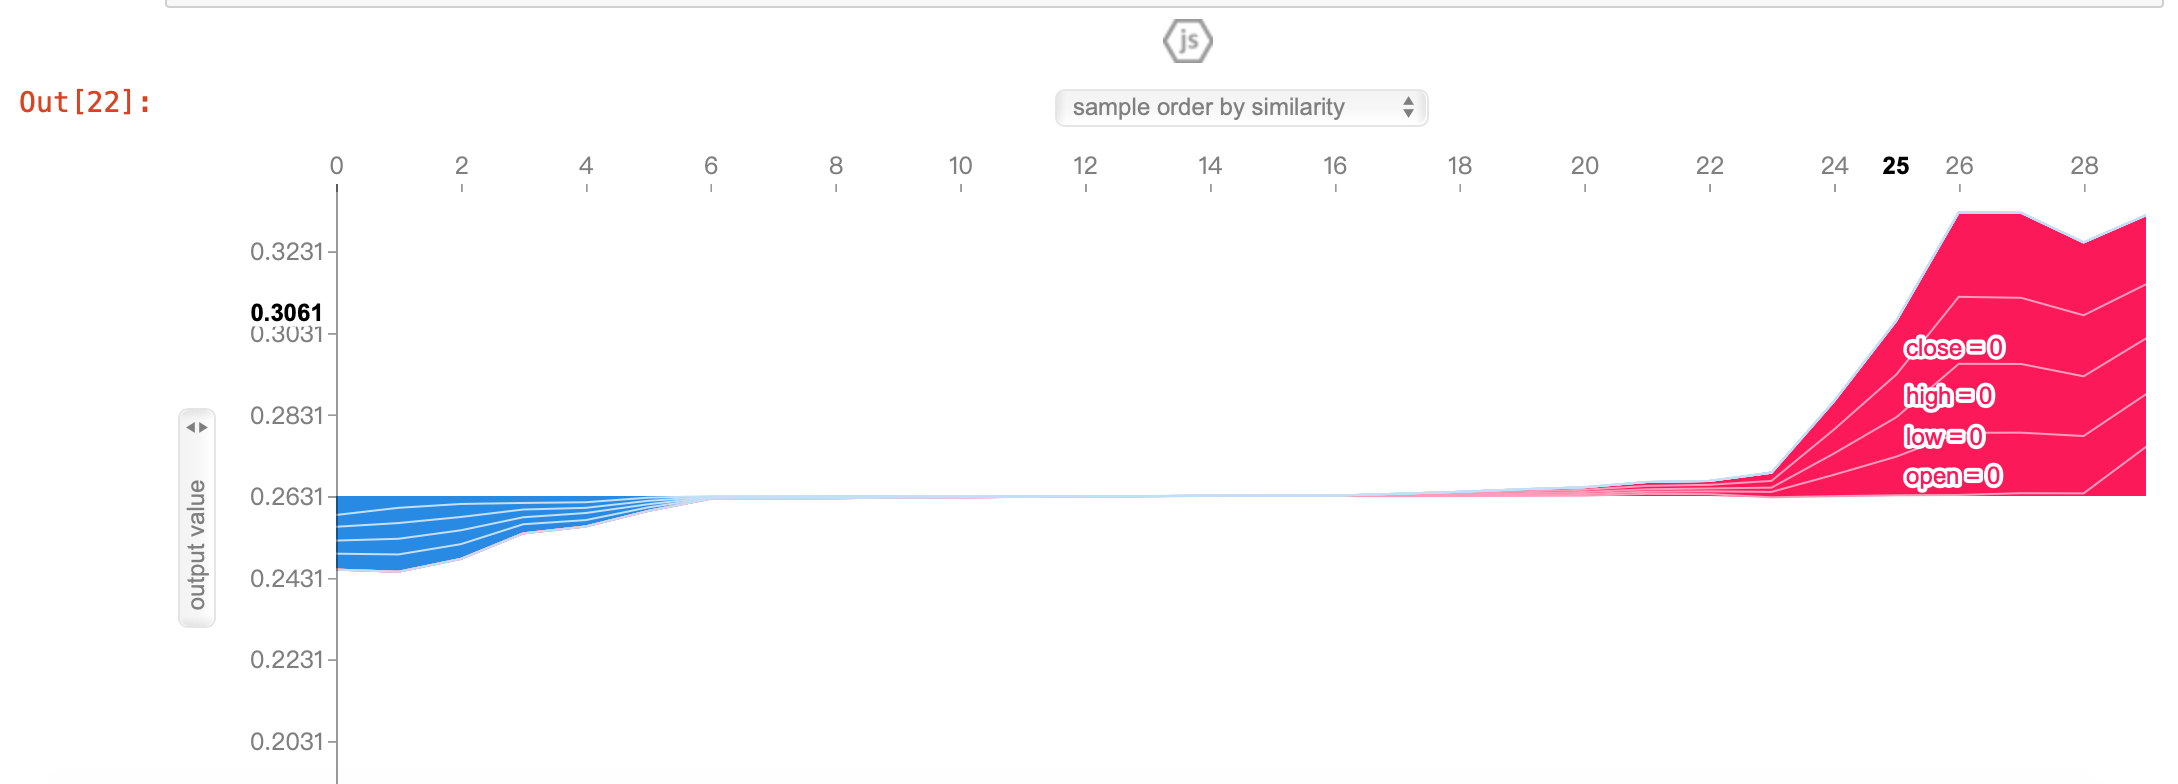 js
Out[22]:
sample order by similarity
0 2 4 6 8 10 12 14 16 18 20 22 24 25 26 28
0.3231
0.3061
0.3031
close = 0
high = 0
0.2831
low = 0
open = 0
0.2631
output value
0.2431
0.2231
0.2031